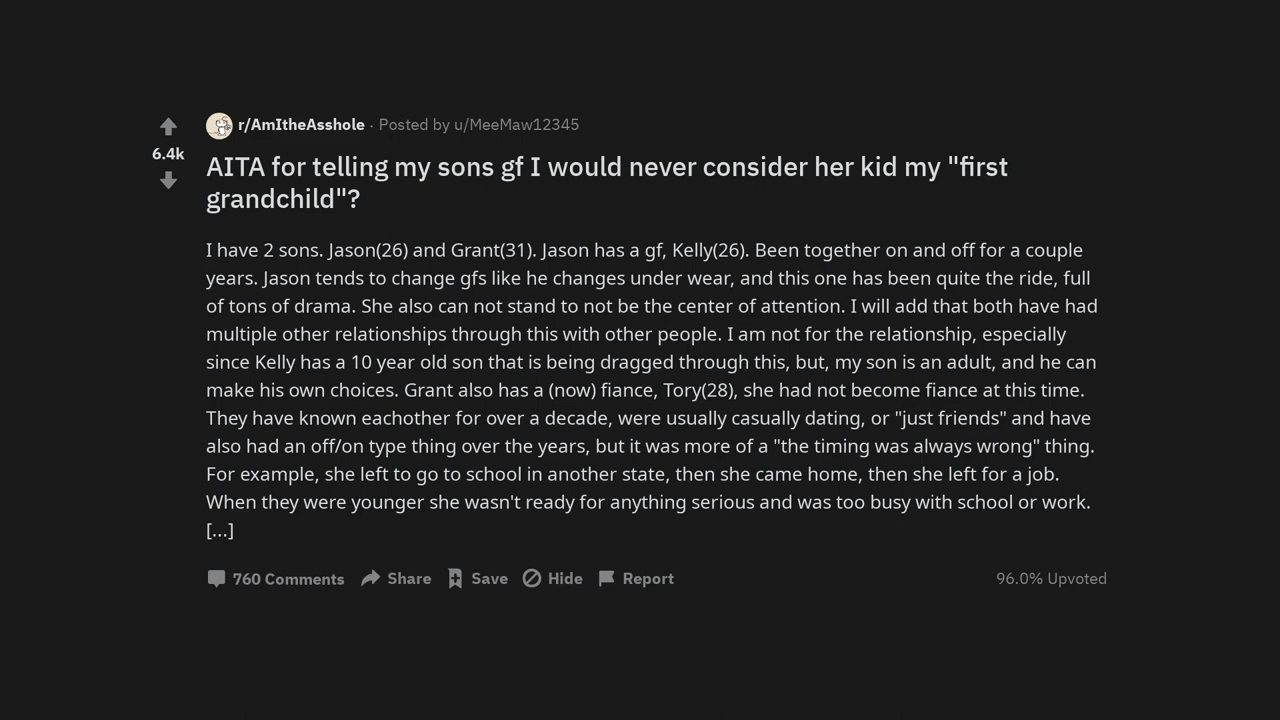 r/AmItheAsshole · Posted by u/MeeMaw12345
6.4k
AITA for telling my sons gf I would never consider her kid my "first
grandchild"?
I have 2 sons. Jason(26) and Grant(31). Jason has a gf, Kelly(26). Been together on and off for a couple
years. Jason tends to change gfs like he changes under wear, and this one has been quite the ride, full
of tons of drama. She also can not stand to not be the center of attention. I will add that both have had
multiple other relationships through this with other people. I am not for the relationship, especially
since Kelly has a 10 year old son that is being dragged through this, but, my son is an adult, and he can
make his own choices. Grant also has a (now) fiance, Tory(28), she had not become fiance at this time.
They have known eachother for over a decade, were usually casually dating, or "just friends" and have
also had an off/on type thing over the years, but it was more of a "the timing was always wrong" thing.
For example, she left to go to school in another state, then she came home, then she left for a job.
When they were younger she wasn't ready for anything serious and was too busy with school or work.
[...]
760 Comments Share Save Hide Report 96.0% Upvoted